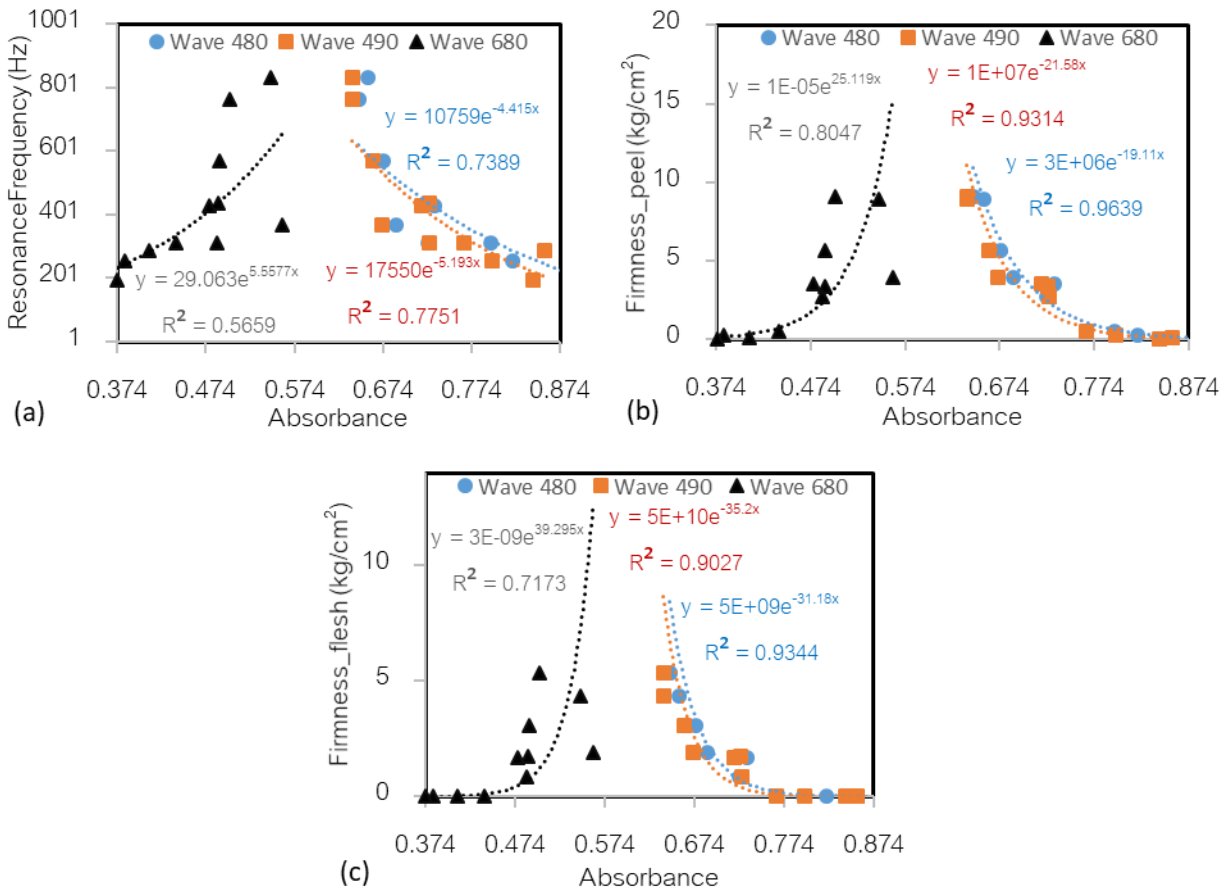 Wave 480 Wave 490 Wave 680
ResonanceFrequency (Hz)
1001
801
601
401
201
1
y = 10759e^-4.415x
R² = 0.7389
y = 29.063e^5.5577x
R² = 0.5659
y = 17550e^-5.193x
R² = 0.7751
0.374 0.474 0.574 0.674 0.774 0.874
Absorbance
(a)
Wave 480 Wave 490 Wave 680
Firmness_peel (kg/cm²)
20
15
10
5
0
y = 1E-05e^25.119x
R² = 0.8047
y = 1E+07e^-21.58x
R² = 0.9314
y = 3E+06e^-19.11x
R² = 0.9639
0.374 0.474 0.574 0.674 0.774 0.874
Absorbance
(b)
Wave 480 Wave 490 Wave 680
Firmness_flesh (kg/cm²)
10
5
0
y = 3E-09e^39.295x
R² = 0.7173
y = 5E+10e^-35.2x
R² = 0.9027
y = 5E+09e^-31.18x
R² = 0.9344
0.374 0.474 0.574 0.674 0.774 0.874
Absorbance
(c)